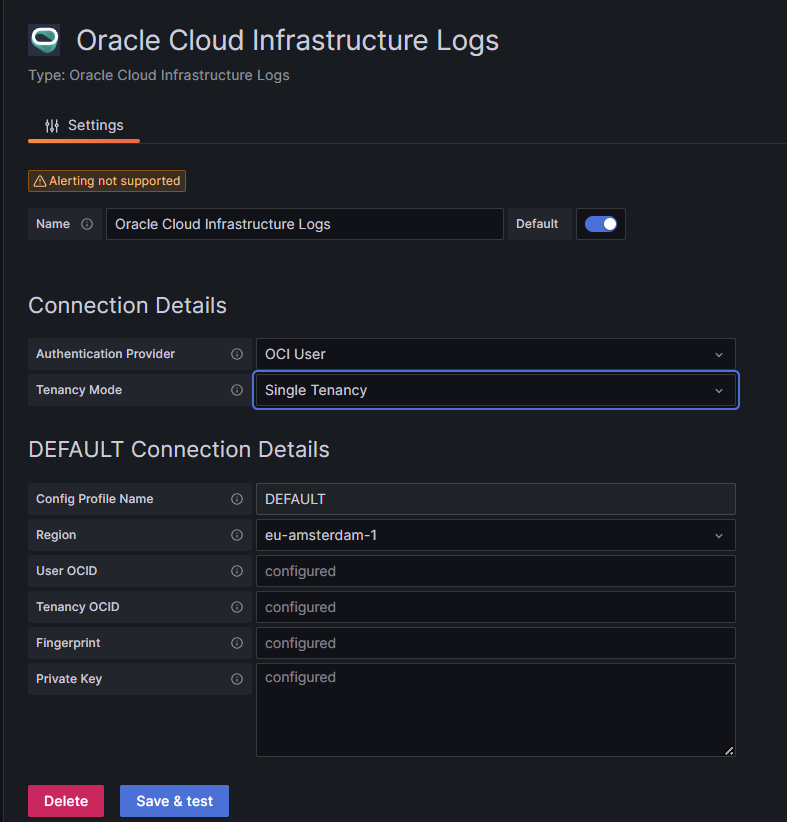 Oracle Cloud Infrastructure Logs
Type: Oracle Cloud Infrastructure Logs
Settings
Alerting not supported
Name Oracle Cloud Infrastructure Logs Default
Connection Details
Authentication Provider OCI User
Tenancy Mode Single Tenancy
DEFAULT Connection Details
Config Profile Name DEFAULT
Region eu-amsterdam-1
User OCID configured
Tenancy OCID configured
Fingerprint configured
Private Key configured
Delete Save & test